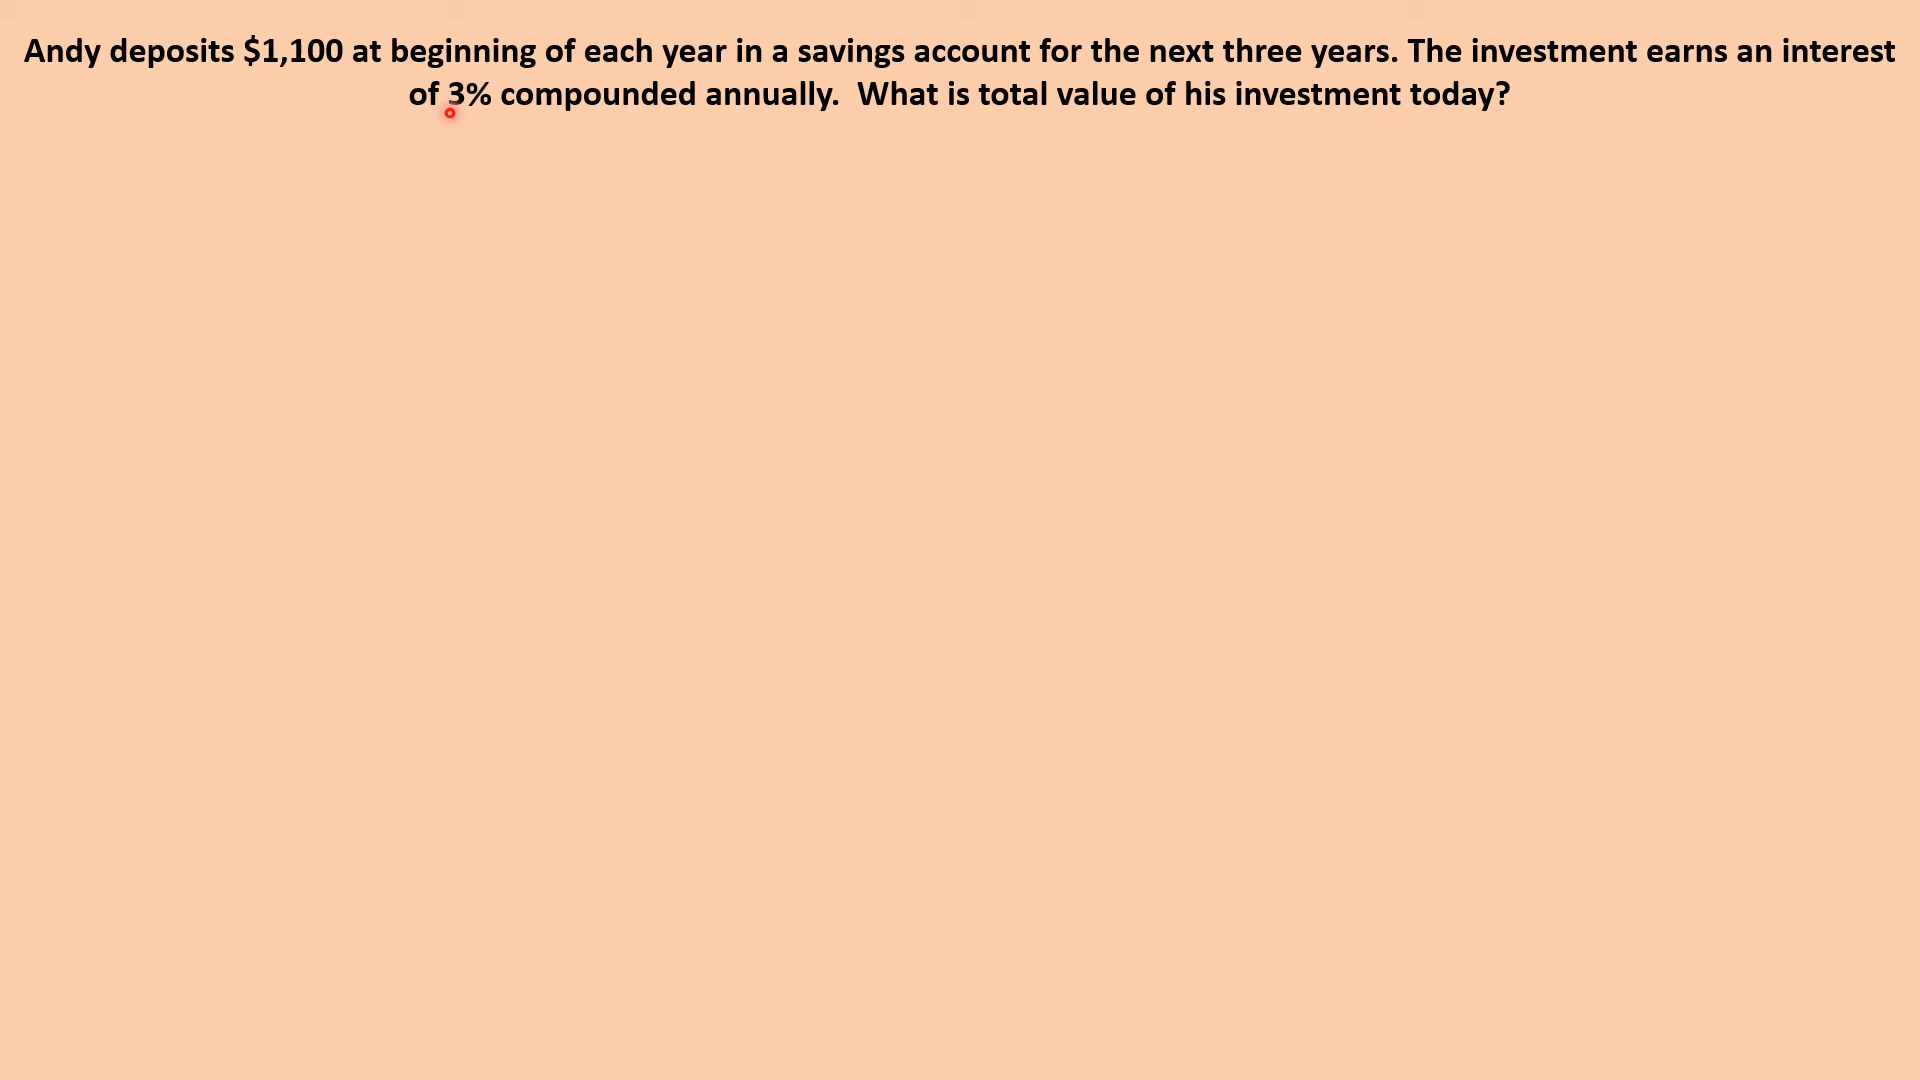 Andy deposits $1,100 at beginning of each year in a savings account for the next three years. The investment earns an interest
of 3% compounded annually.  What is total value of his investment today?